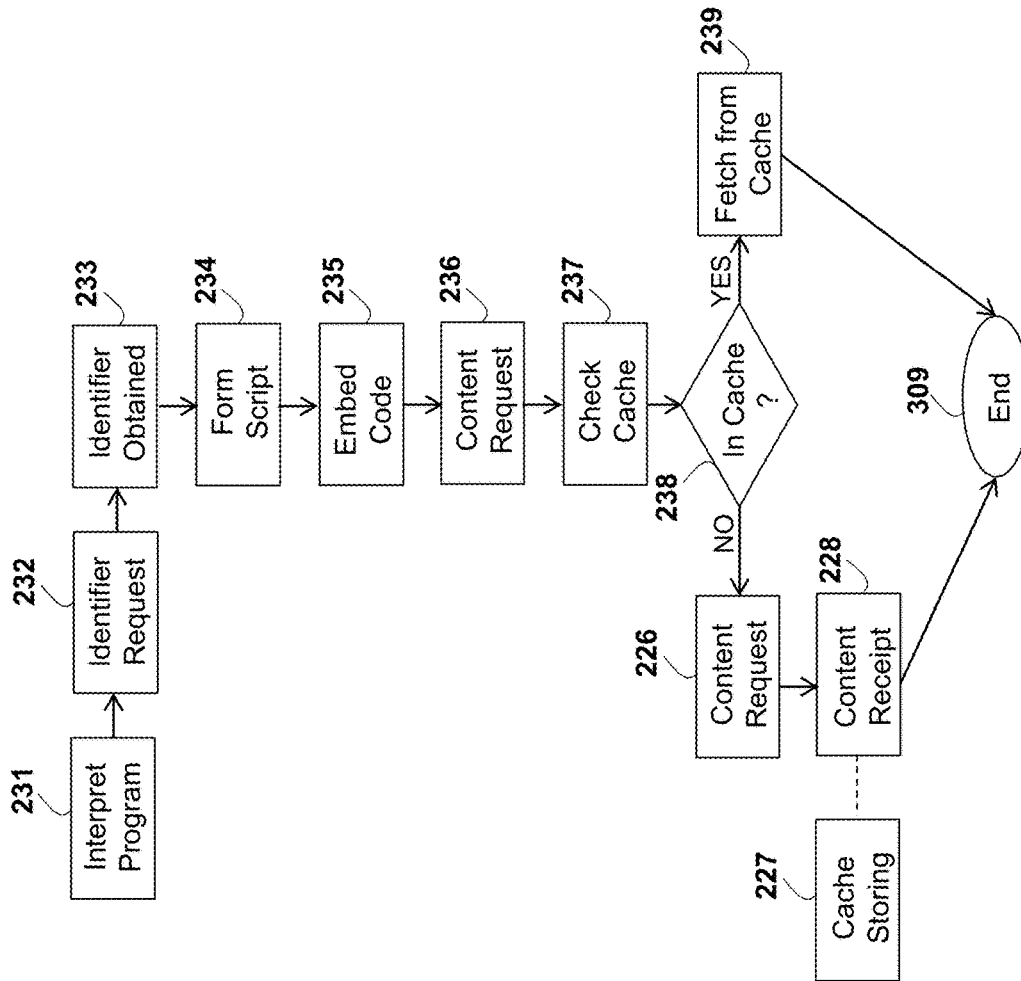 231
Interpret
Program
232
Identifier
Request
233
Identifier
Obtained
234
Form
Script
235
Embed
Code
236
Content
Request
237
Check
Cache
238
In Cache
?
YES
239
Fetch from
Cache
NO
226
Content
Request
228
Content
Receipt
227
Cache
Storing
309
End